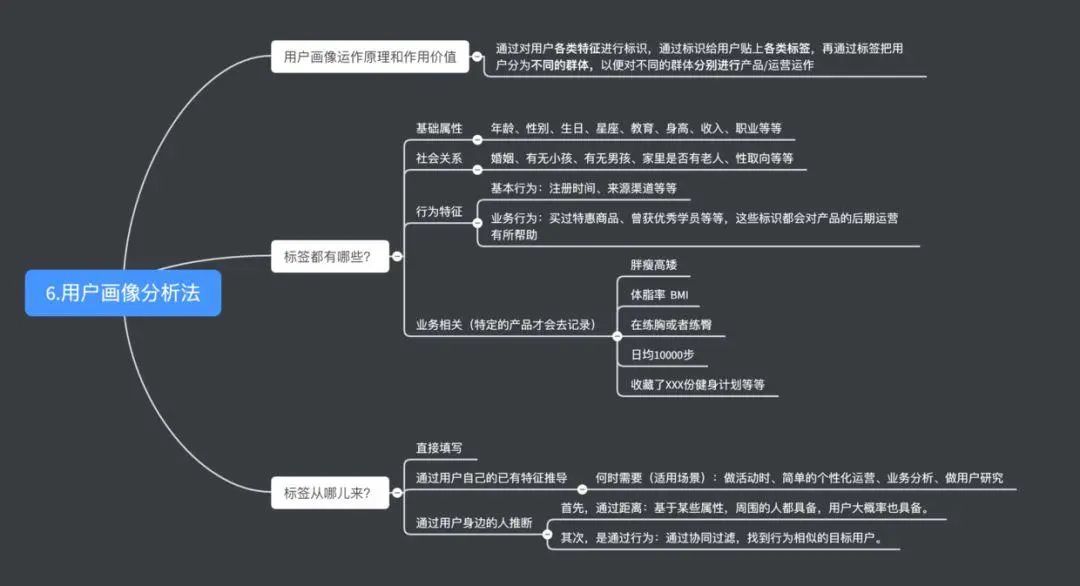 6.用户画像分析法
用户画像运作原理和作用价值
通过对用户各类特征进行标识，通过标识给用户贴上各类标签，再通过标签把用
户分为不同的群体，以便对不同的群体分别进行产品/运营运作
标签都有哪些？
基础属性
年龄、性别、生日、星座、教育、身高、收入、职业等等
社会关系
婚姻、有无小孩、有无男孩、家里是否有老人、性取向等等
行为特征
基本行为：注册时间、来源渠道等等
业务行为：买过特惠商品、曾获优秀学员等等，这些标识都会对产品的后期运营
有所帮助
业务相关（特定的产品才会去记录）
胖瘦高矮
体脂率 BMI
在练胸或者练臀
日均10000步
收藏了XXX份健身计划等等
标签从哪儿来？
直接填写
通过用户自己的已有特征推导
何时需要（适用场景）：做活动时、简单的个性化运营、业务分析、做用户研究
通过用户身边的人推断
首先，通过距离：基于某些属性，周围的人都具备，用户大概率也具备。
其次，是通过行为：通过协同过滤，找到行为相似的目标用户。